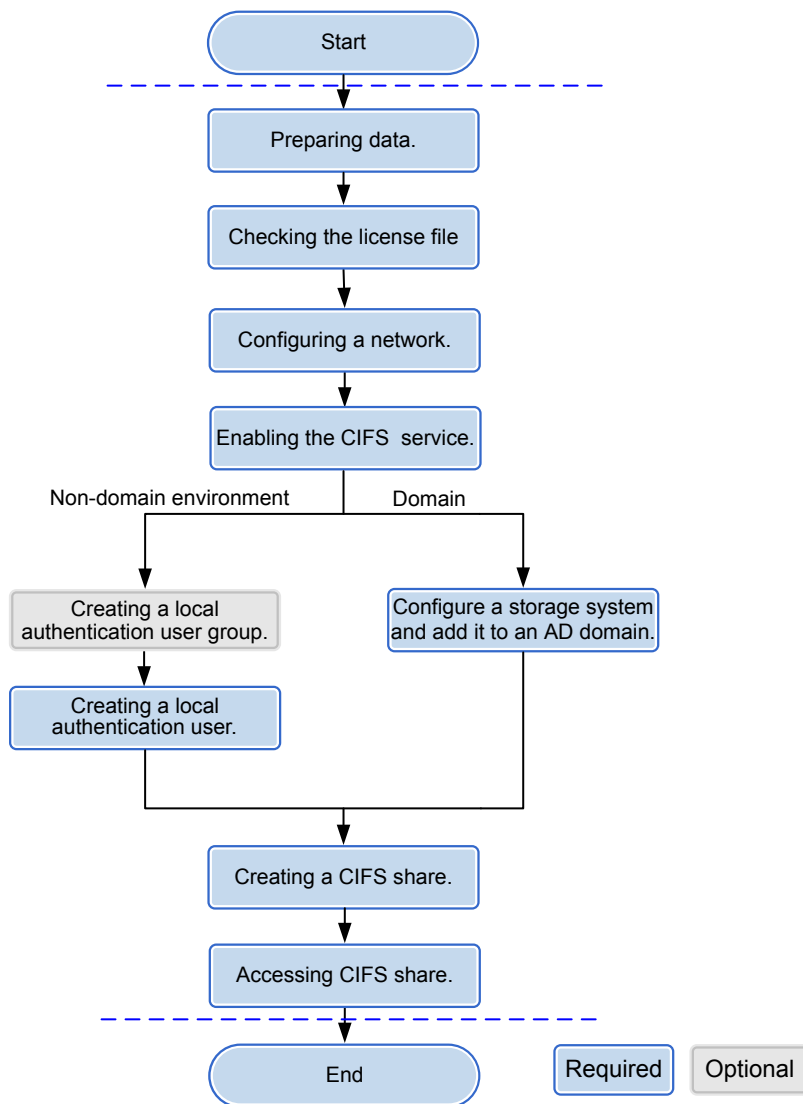 Start
Preparing data.
Checking the license file
Configuring a network.
Enabling the CIFS  service.
Non-domain environment
Domain
Creating a local
authentication user group.
Configure a storage system
and add it to an AD domain.
Creating a local
authentication user.
Creating a CIFS share.
Accessing CIFS share.
End
Required
Optional